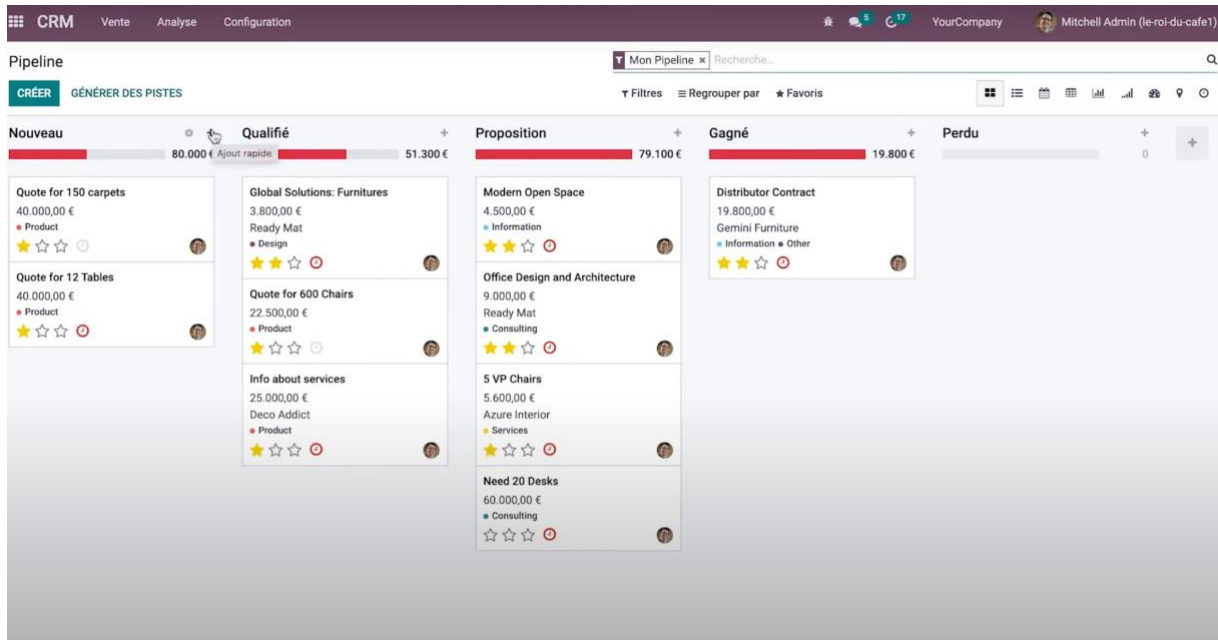 CRM Vente Analyse Configuration 5 17 YourCompany Mitchell Admin (le-roi-du-cafe1)
Pipeline
Mon Pipeline × Recherche...
CRÉER GÉNÉRER DES PISTES
Filtres Regrouper par Favoris
Nouveau
80.000 €
Ajout rapide
Quote for 150 carpets
40.000,00 €
Product
Quote for 12 Tables
40.000,00 €
Product
Qualifié +
51.300 €
Global Solutions: Furnitures
3.800,00 €
Ready Mat
Design
Quote for 600 Chairs
22.500,00 €
Product
Info about services
25.000,00 €
Deco Addict
Product
Proposition +
79.100 €
Modern Open Space
4.500,00 €
Information
Office Design and Architecture
9.000,00 €
Ready Mat
Consulting
5 VP Chairs
5.600,00 €
Azure Interior
Services
Need 20 Desks
60.000,00 €
Consulting
Gagné +
19.800 €
Distributor Contract
19.800,00 €
Gemini Furniture
Information Other
Perdu +
0
+